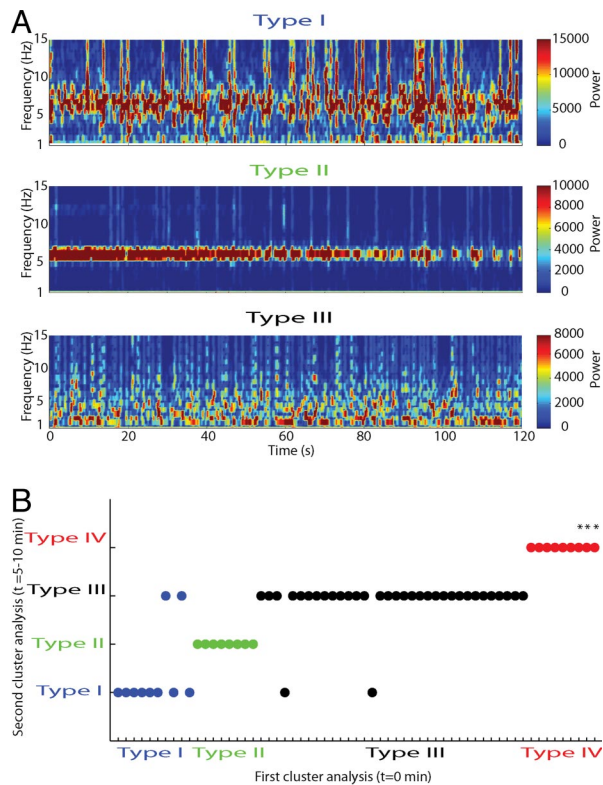 A
Type I
Frequency (Hz)
15
10
5
1
15000
10000
5000
0
Power
Type II
Frequency (Hz)
15
10
5
1
10000
8000
6000
4000
2000
0
Power
Type III
Frequency (Hz)
15
10
5
1
0 20 40 60 80 100 120
Time (s)
8000
6000
4000
2000
0
Power
B
Second cluster analysis (t =5-10 min)
Type IV
***
Type III
Type II
Type I
Type I Type II Type III Type IV
First cluster analysis (t=0 min)